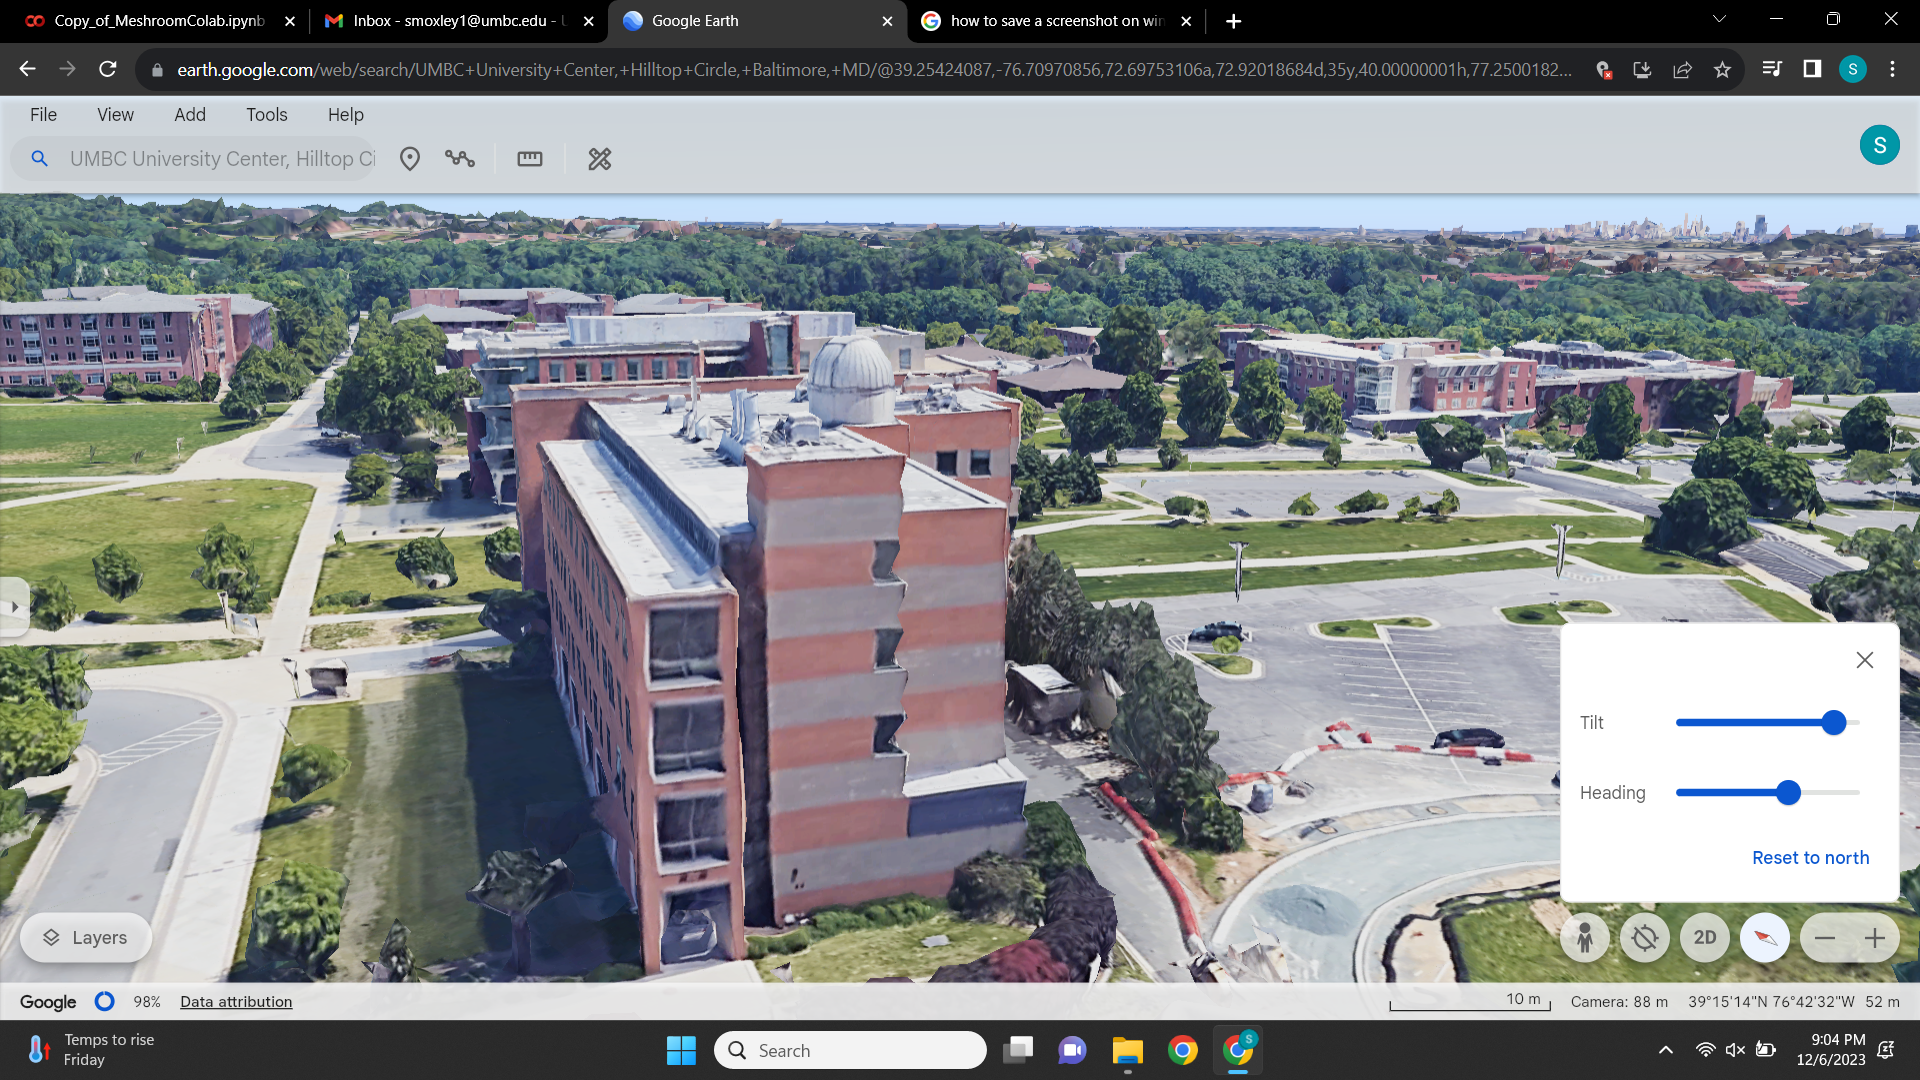 Copy_of_MeshroomColab.ipynb
Inbox - smoxley1@umbc.edu - U
Google Earth
how to save a screenshot on win
earth.google.com/web/search/UMBC+University+Center,+Hilltop+Circle,+Baltimore,+MD/@39.25424087,-76.70970856,72.69753106a,72.92018684d,35y,40.00000001h,77.2500182...
S
File View Add Tools Help
UMBC University Center, Hilltop Ci
S
Tilt
Heading
Reset to north
Layers
2D
Google 98% Data attribution
10 m
Camera: 88 m 39°15'14"N 76°42'32"W 52 m
Temps to rise
Friday
Search
S
9:04 PM
12/6/2023